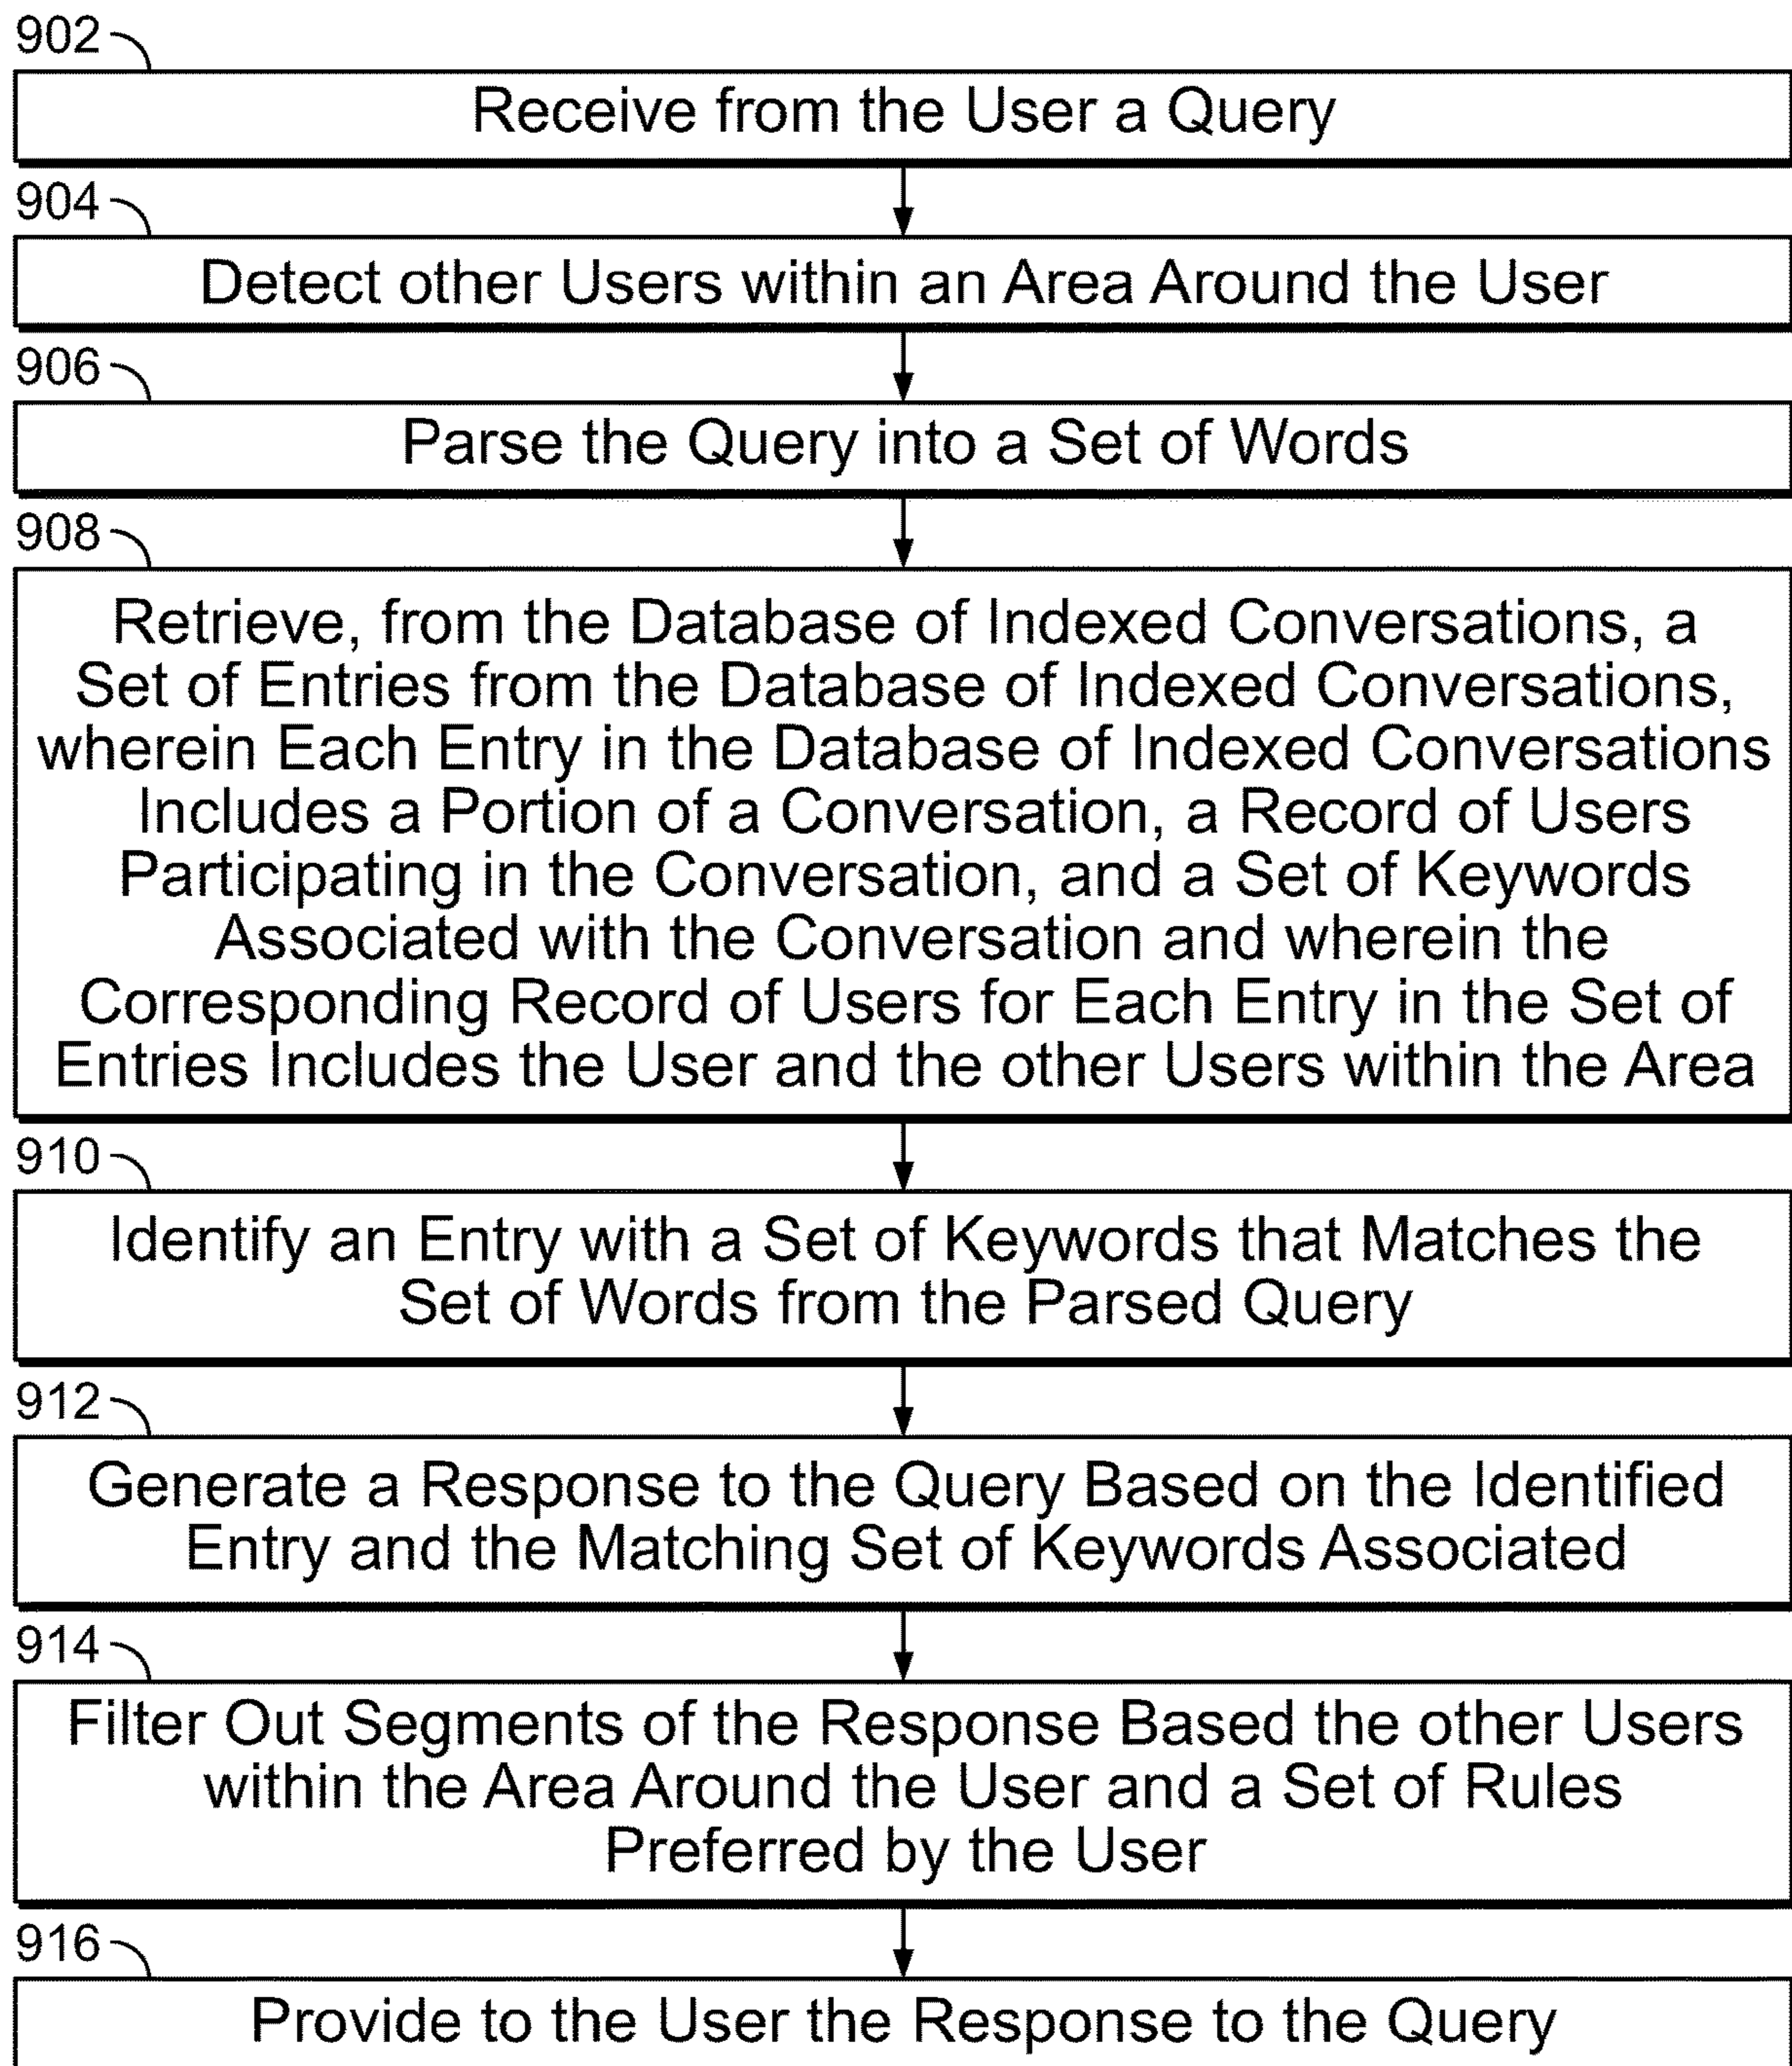 902
Receive from the User a Query
904
Detect other Users within an Area Around the User
906
Parse the Query into a Set of Words
908
Retrieve, from the Database of Indexed Conversations, a
Set of Entries from the Database of Indexed Conversations,
wherein Each Entry in the Database of Indexed Conversations
Includes a Portion of a Conversation, a Record of Users
Participating in the Conversation, and a Set of Keywords
Associated with the Conversation and wherein the
Corresponding Record of Users for Each Entry in the Set of
Entries Includes the User and the other Users within the Area
910
Identify an Entry with a Set of Keywords that Matches the
Set of Words from the Parsed Query
912
Generate a Response to the Query Based on the Identified
Entry and the Matching Set of Keywords Associated
914
Filter Out Segments of the Response Based the other Users
within the Area Around the User and a Set of Rules
Preferred by the User
916
Provide to the User the Response to the Query